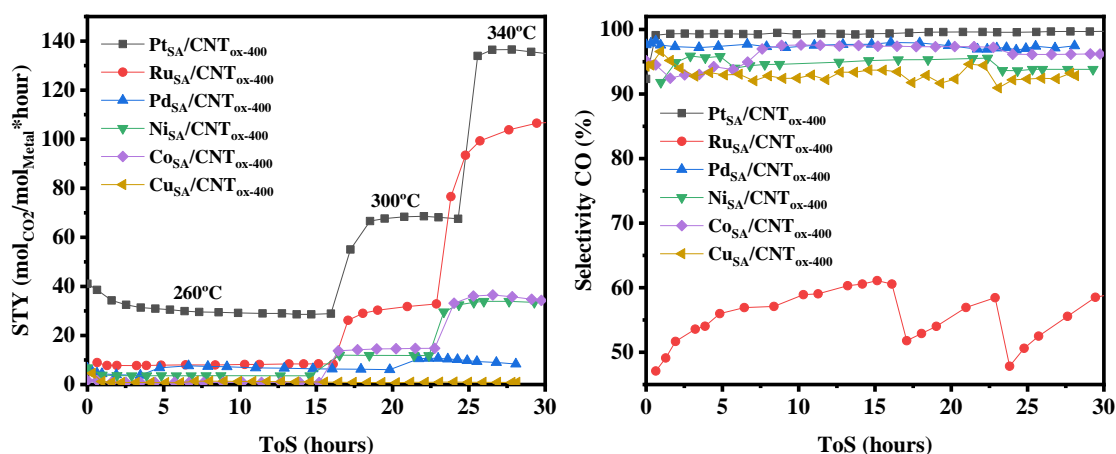 STY (mol_CO2/mol_Metal*hour)
140
120
100
80
60
40
20
0
Pt_SA/CNT_ox-400
Ru_SA/CNT_ox-400
Pd_SA/CNT_ox-400
Ni_SA/CNT_ox-400
Co_SA/CNT_ox-400
Cu_SA/CNT_ox-400
340ºC
300ºC
260ºC
0 5 10 15 20 25 30
ToS (hours)
Selectivity CO (%)
100
90
80
70
60
50
Pt_SA/CNT_ox-400
Ru_SA/CNT_ox-400
Pd_SA/CNT_ox-400
Ni_SA/CNT_ox-400
Co_SA/CNT_ox-400
Cu_SA/CNT_ox-400
0 5 10 15 20 25 30
ToS (hours)